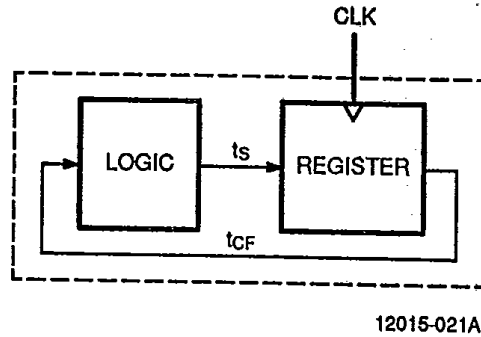 CLK
LOGIC
tS
REGISTER
tCF
12015-021A